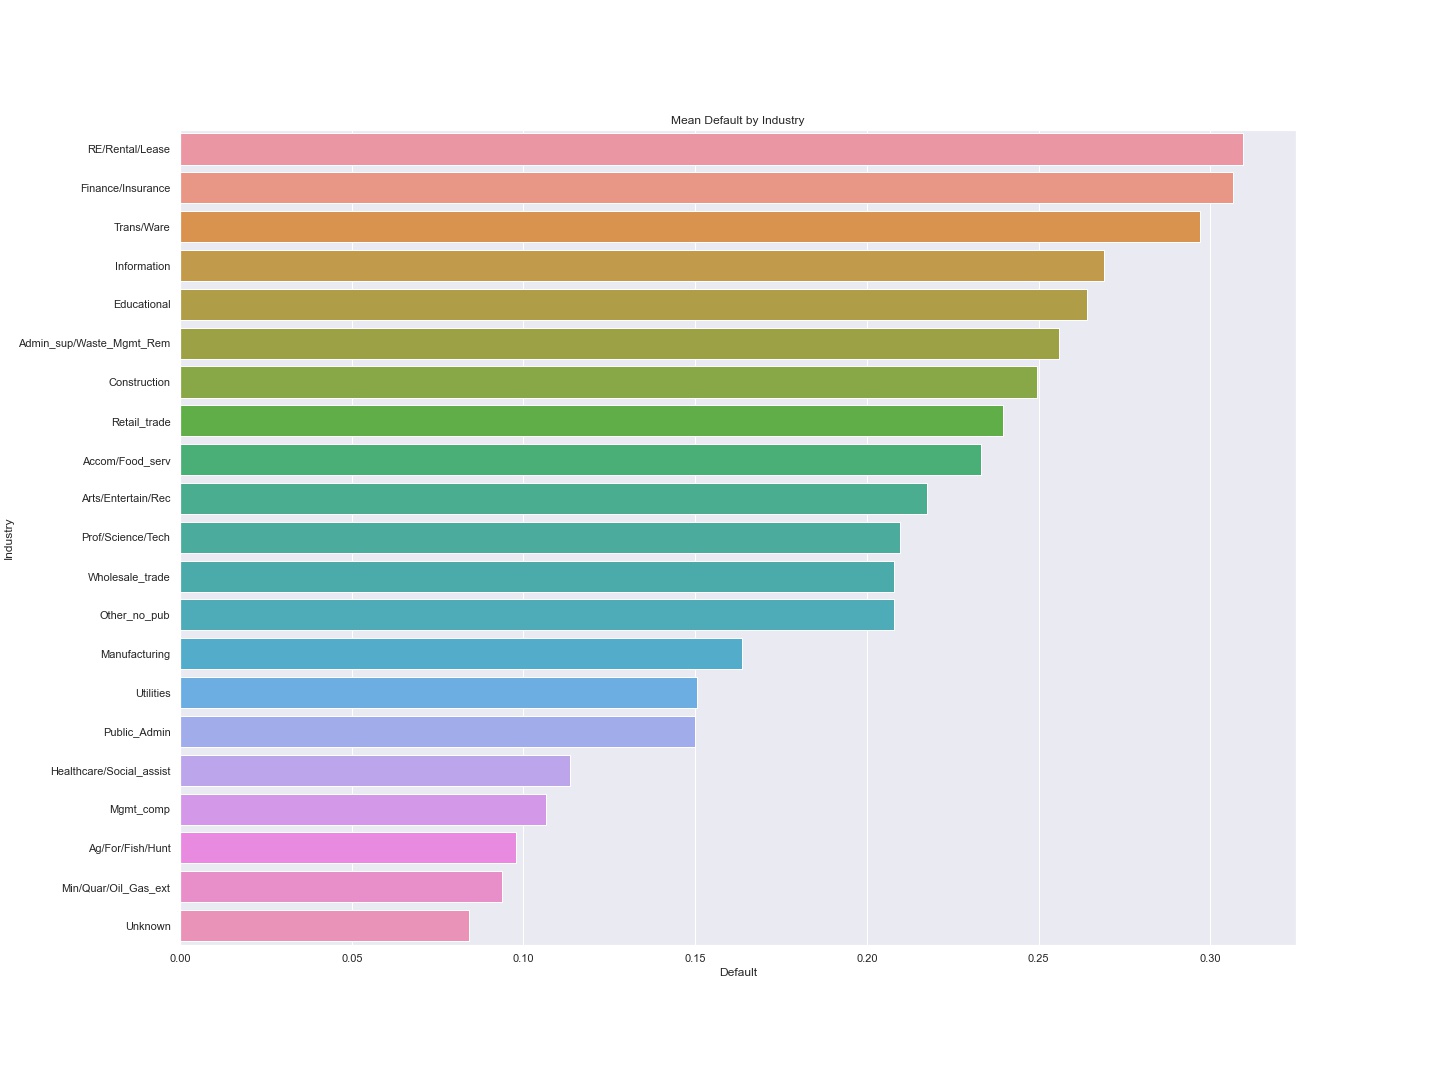 Mean Default by Industry
RE/Rental/Lease
Finance/Insurance
Trans/Ware
Information
Educational
Admin_sup/Waste_Mgmt_Rem
Construction
Retail_trade
Accom/Food_serv
Arts/Entertain/Rec
Prof/Science/Tech
Wholesale_trade
Other_no_pub
Manufacturing
Utilities
Public_Admin
Healthcare/Social_assist
Mgmt_comp
Ag/For/Fish/Hunt
Min/Quar/Oil_Gas_ext
Unknown
Industry
0.00 0.05 0.10 0.15 0.20 0.25 0.30
Default